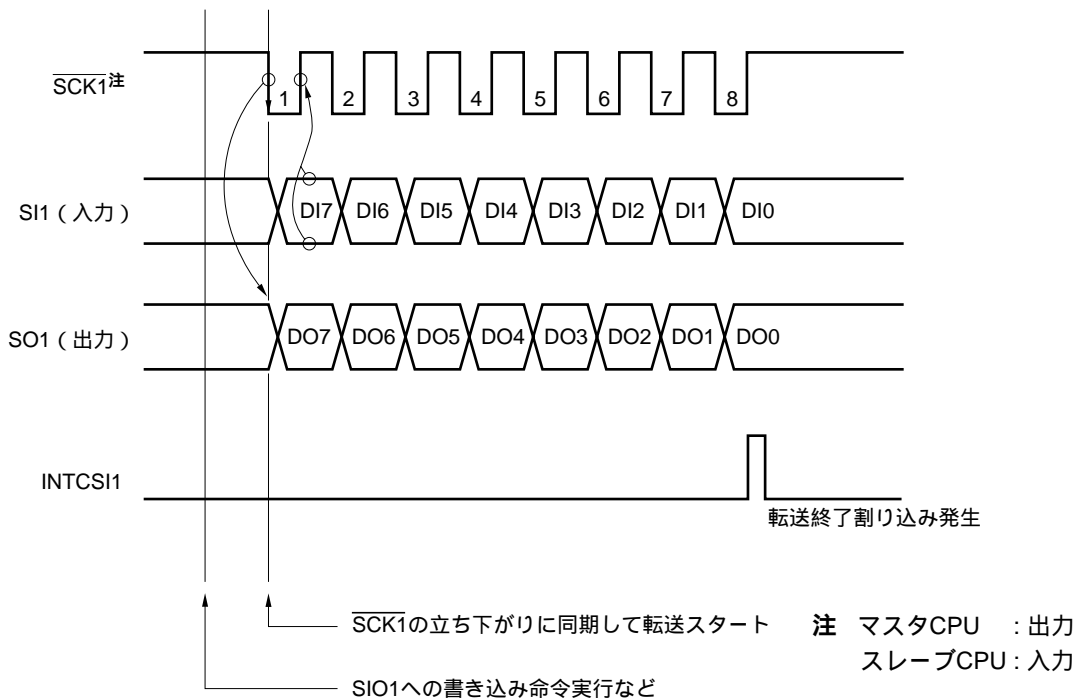 SCK1注
1 2 3 4 5 6 7 8
SI1（入力）
DI7 DI6 DI5 DI4 DI3 DI2 DI1 DI0
SO1（出力）
DO7 DO6 DO5 DO4 DO3 DO2 DO1 DO0
INTCSI1
転送終了割り込み発生
SCK1の立ち下がりに同期して転送スタート
注 マスタCPU : 出力
スレーブCPU : 入力
SIO1への書き込み命令実行など